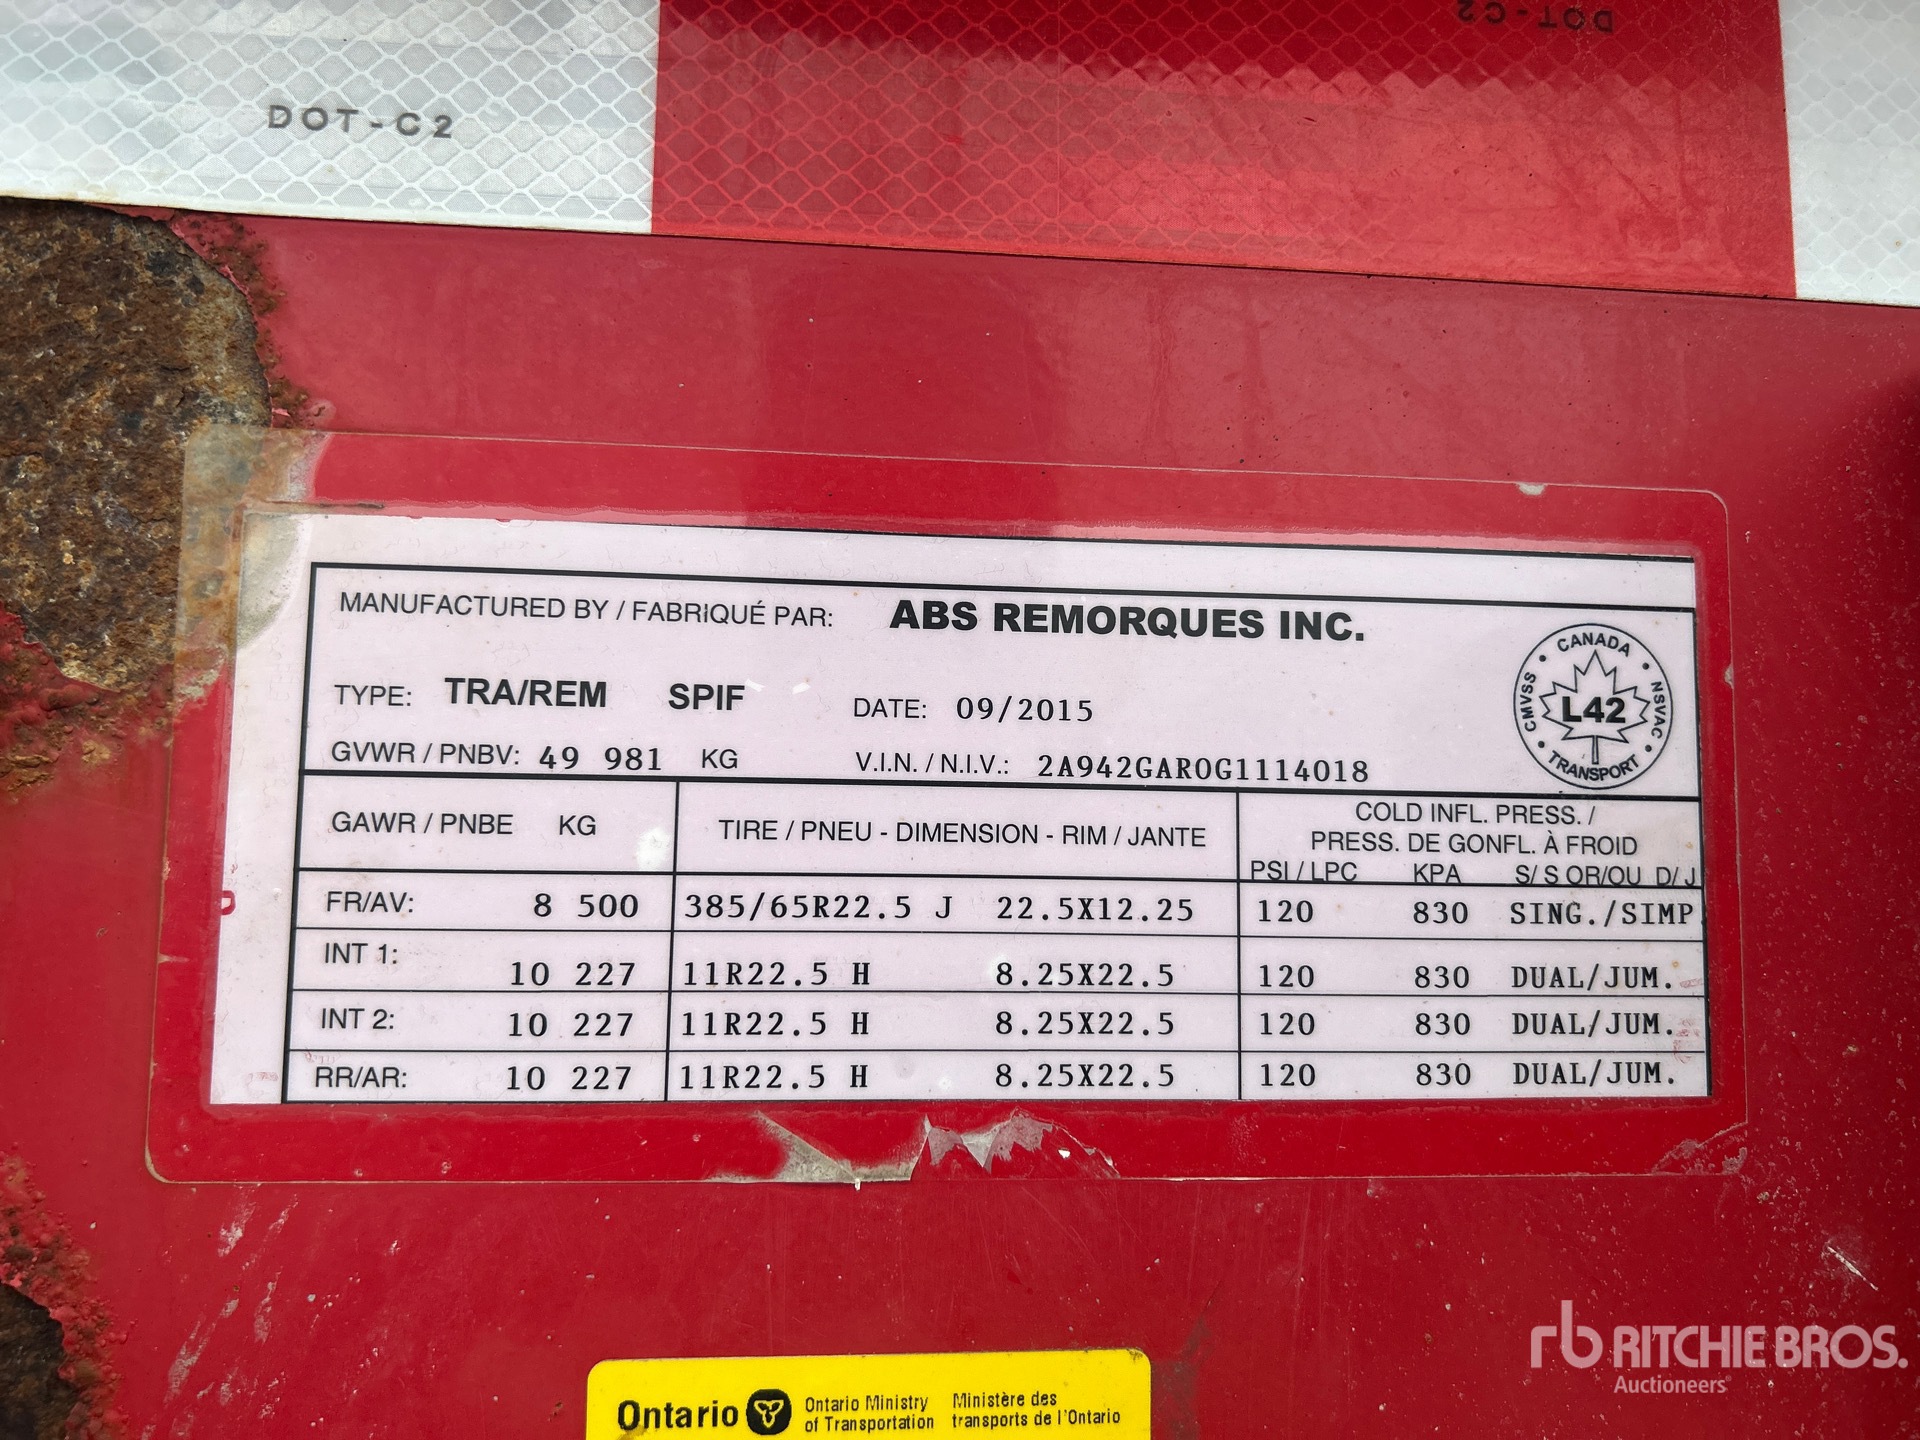 DOT-C2
DOT-C2
MANUFACTURED BY / FABRIQUÉ PAR: ABS REMORQUES INC.
TYPE: TRA/REM SPIF DATE: 09/2015
GVWR / PNBV: 49 981 KG V.I.N. / N.I.V.: 2A942GAR0G1114018
CANADA
CMVSS L42 NSVAC
TRANSPORT
GAWR / PNBE KG TIRE / PNEU - DIMENSION - RIM / JANTE COLD INFL. PRESS. /
PRESS. DE GONFL. À FROID
PSI / LPC KPA S/ S OR/OU D/ J
FR/AV: 8 500 385/65R22.5 J 22.5X12.25 120 830 SING./SIMP
INT 1: 10 227 11R22.5 H 8.25X22.5 120 830 DUAL/JUM.
INT 2: 10 227 11R22.5 H 8.25X22.5 120 830 DUAL/JUM.
RR/AR: 10 227 11R22.5 H 8.25X22.5 120 830 DUAL/JUM.
rb RITCHIE BROS.
Auctioneers
Ontario Ontario Ministry Ministère des
of Transportation transports de l'Ontario